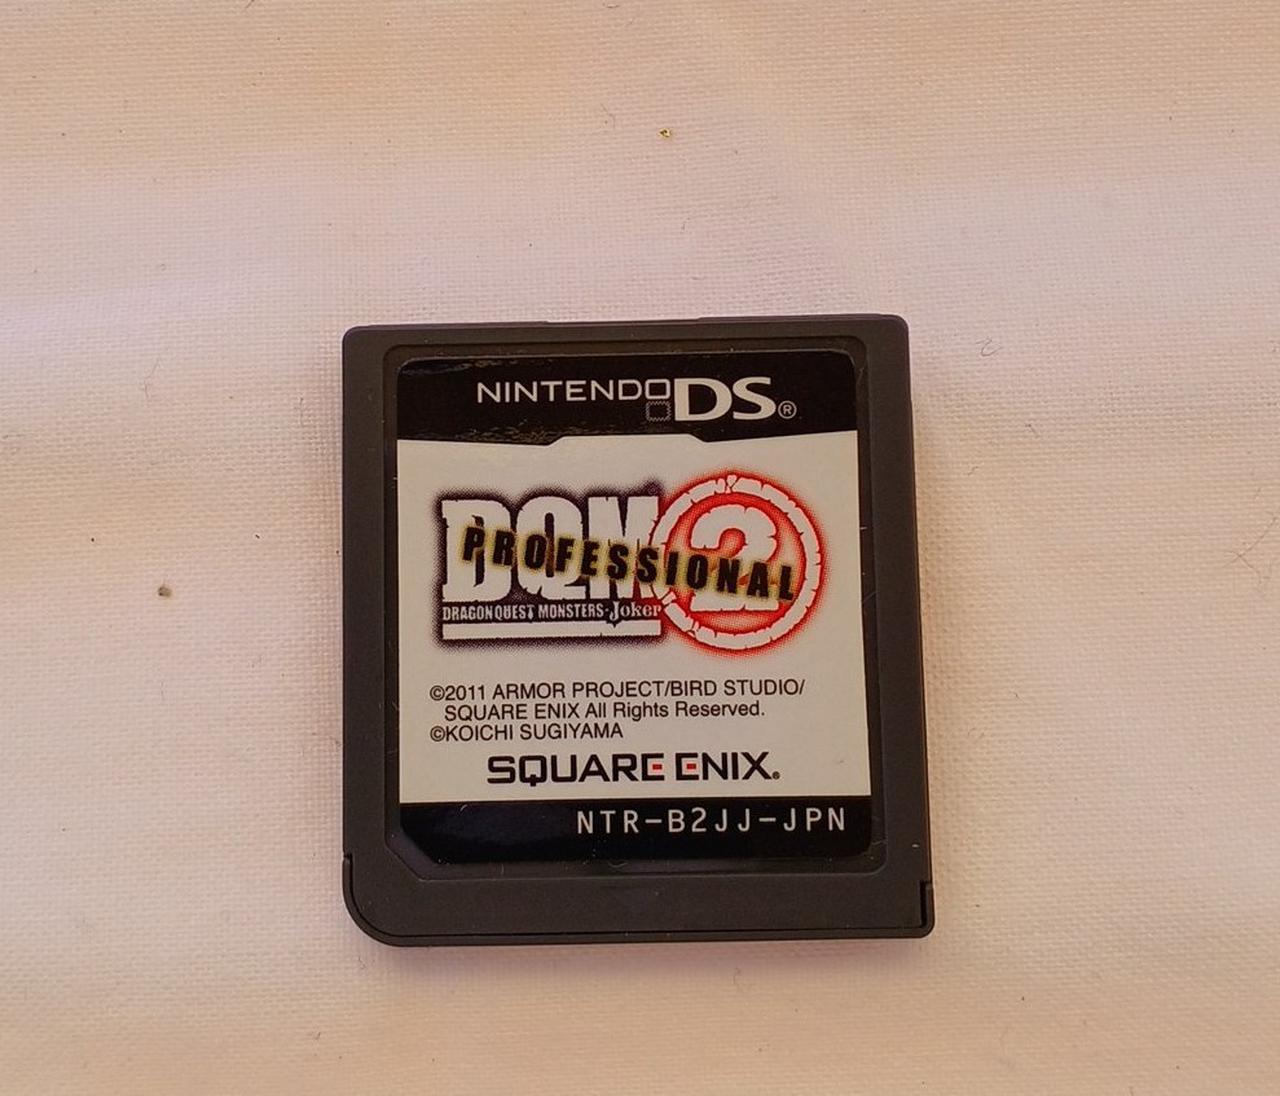 NINTENDO DS®
DQM 2
PROFESSIONAL
DRAGON QUEST MONSTERS-Joker
©2011 ARMOR PROJECT/BIRD STUDIO/
SQUARE ENIX All Rights Reserved.
©KOICHI SUGIYAMA
SQUARE ENIX®
NTR-B2JJ-JPN